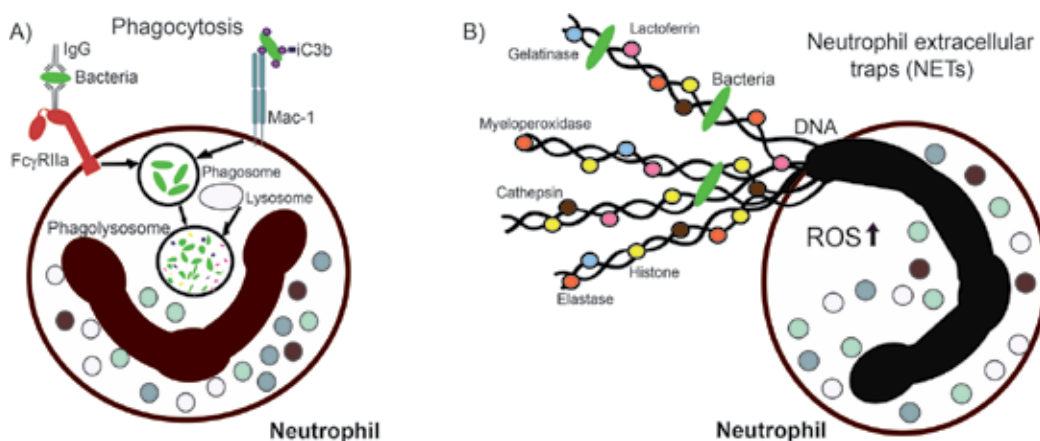 A)
Phagocytosis
IgG
Bacteria
iC3b
Mac-1
FcγRIIa
Phagosome
Lysosome
Phagolysosome
Neutrophil
B)
Neutrophil extracellular
traps (NETs)
Lactoferrin
Gelatinase
Bacteria
DNA
Myeloperoxidase
Cathepsin
ROS
Histone
Elastase
Neutrophil